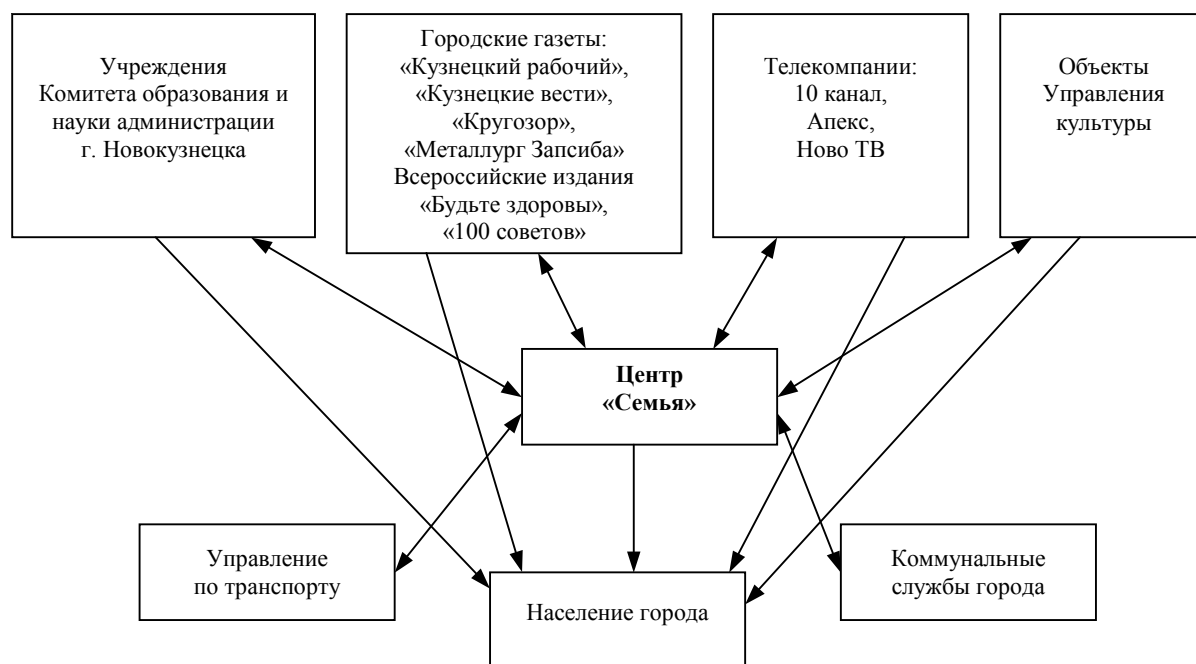 Учреждения
Комитета образования и
науки администрации
г. Новокузнецка
Городские газеты:
«Кузнецкий рабочий»,
«Кузнецкие вести»,
«Кругозор»,
«Металлург Запсиба»
Всероссийские издания
«Будьте здоровы»,
«100 советов»
Телекомпании:
10 канал,
Апекс,
Ново ТВ
Объекты
Управления
культуры
Центр
«Семья»
Управление
по транспорту
Население города
Коммунальные
службы города